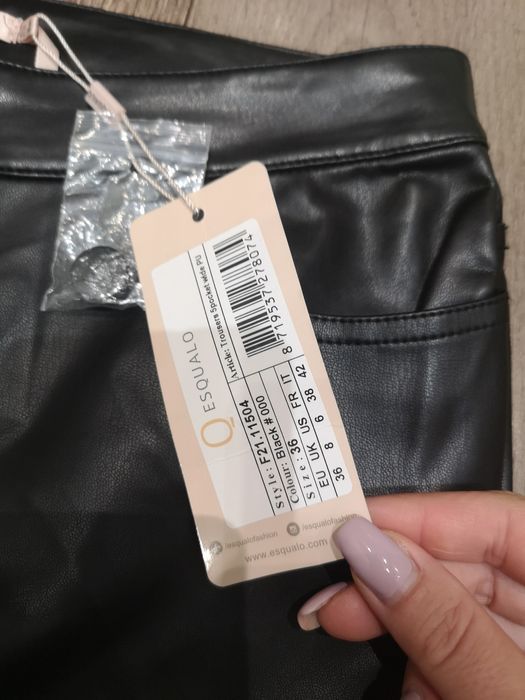 ESQUALO
Article: Trousers 5pocket wide PU
8 719537 278074
Style: F21.11504
Colour: Black # 000
Size: 36
EU UK US FR IT
36 8 6 38 42
/esqualofashion /esqualofashion
www.esqualo.com